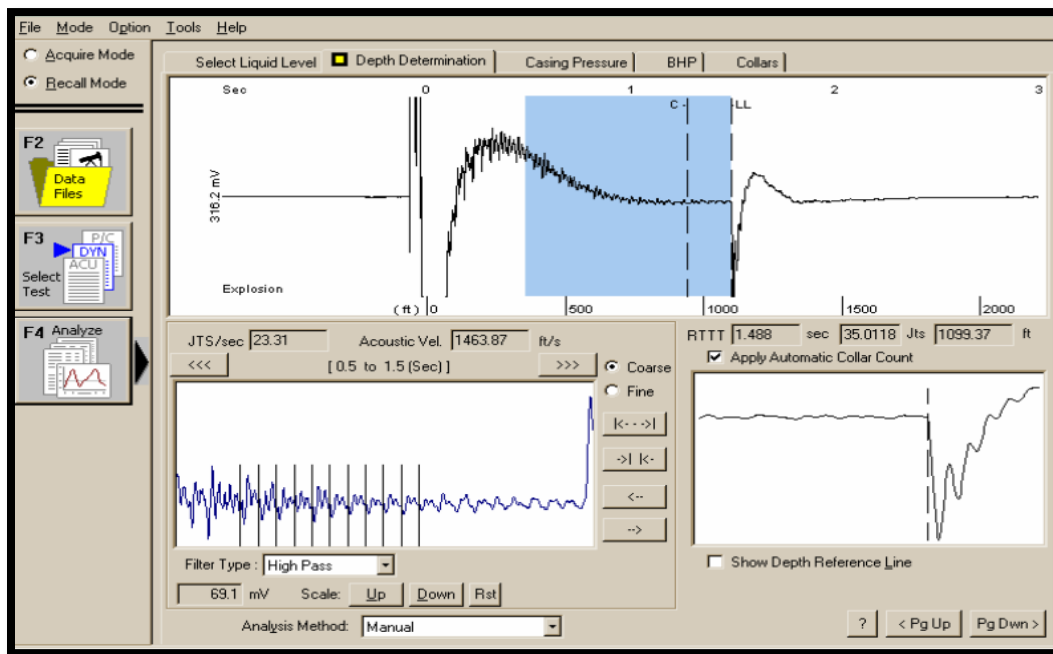 File Mode Option Tools Help
Acquire Mode
Recall Mode
F2
Data
Files
F3
P/C
DYN
ACU
Select
Test
F4 Analyze
Select Liquid Level Depth Determination Casing Pressure BHP Collars
Sec 0 1 2 3
C - LL
316.2 mV
Explosion
(ft) 0 500 1000 1500 2000
JTS/sec 23.31 Acoustic Vel. 1463.87 ft/s
<<< [ 0.5 to 1.5 (Sec) ] >>>
Coarse
Fine
|<- - ->|
->| |<-
<--
-->
Filter Type : High Pass
69.1 mV Scale: Up Down Rst
Analysis Method: Manual
RTTT 1.488 sec 35.0118 Jts 1099.37 ft
Apply Automatic Collar Count
Show Depth Reference Line
? < Pg Up Pg Dwn >